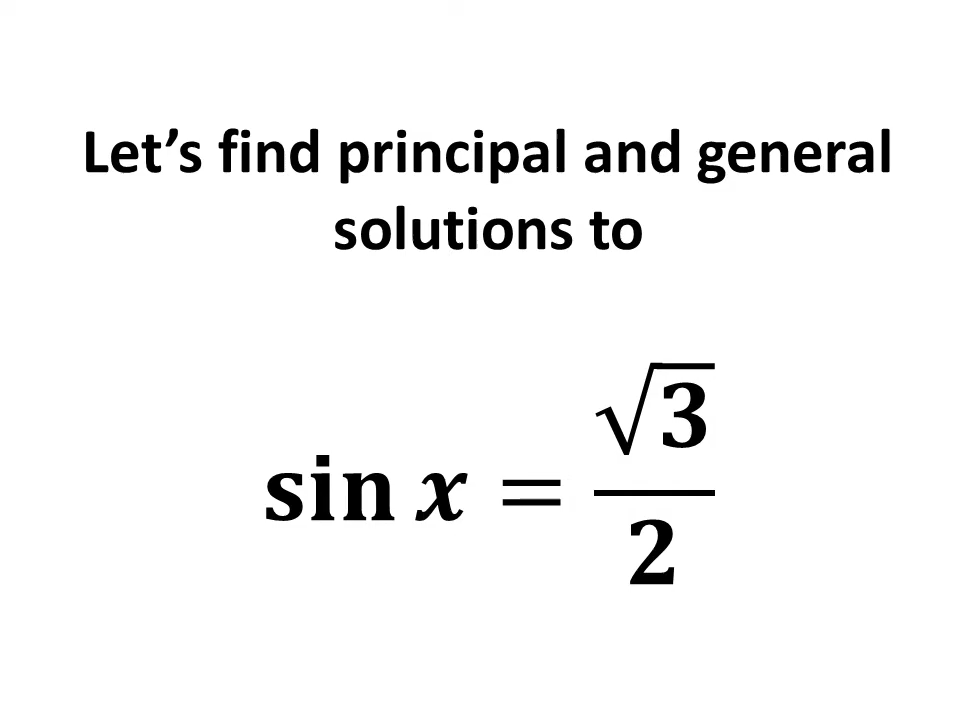 Let’s find principal and general
solutions to
sin x = √3/2